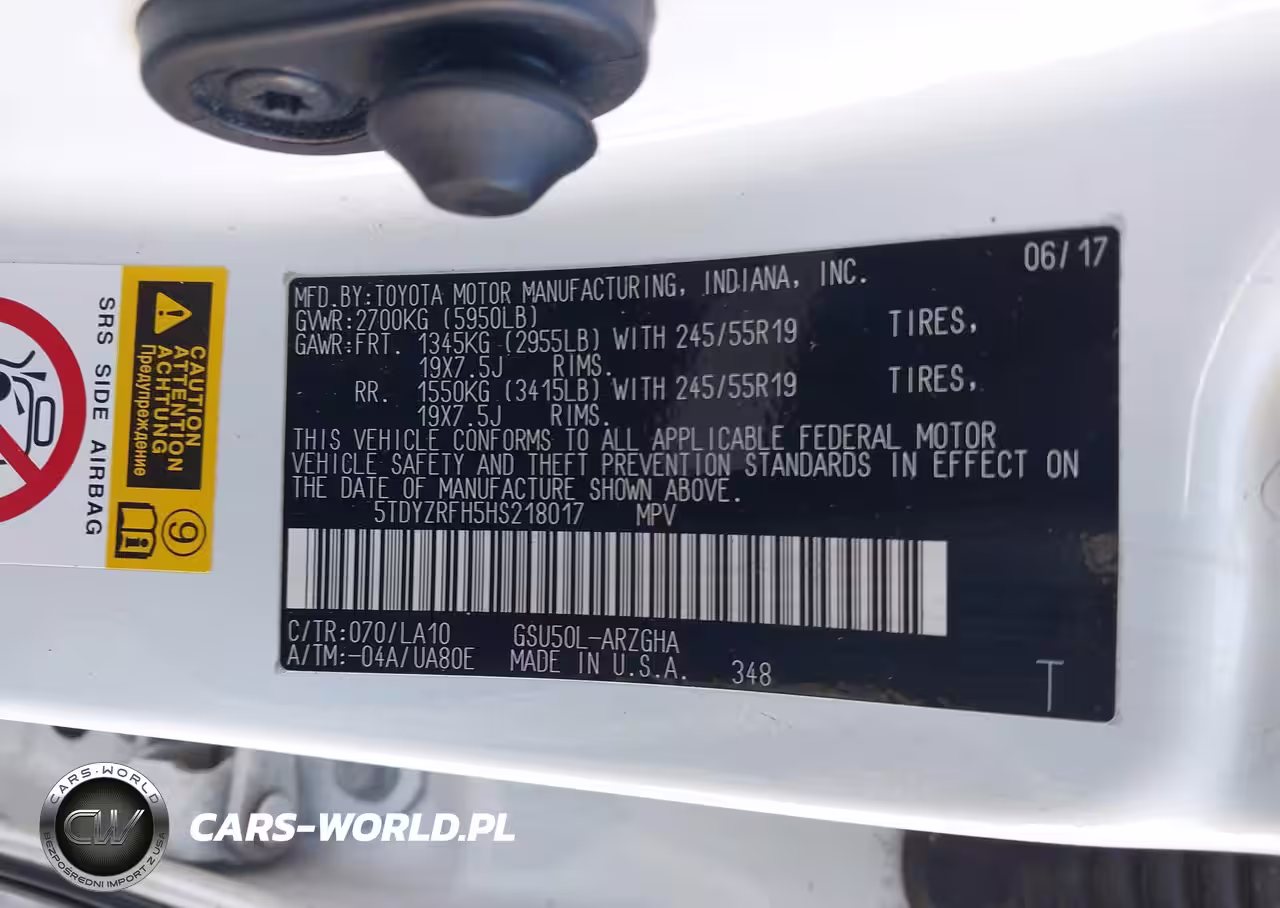 06/17
MFD.BY:TOYOTA MOTOR MANUFACTURING, INDIANA, INC.
GVWR:2700KG (5950LB)
GAWR:FRT. 1345KG (2955LB) WITH 245/55R19 TIRES,
19X7.5J RIMS.
RR. 1550KG (3415LB) WITH 245/55R19 TIRES,
19X7.5J RIMS.
THIS VEHICLE CONFORMS TO ALL APPLICABLE FEDERAL MOTOR
VEHICLE SAFETY AND THEFT PREVENTION STANDARDS IN EFFECT ON
THE DATE OF MANUFACTURE SHOWN ABOVE.
5TDYZRFH5HS218017 MPV
C/TR:070/LA10 GSU50L-ARZGHA
A/TM:-04A/UA80E MADE IN U.S.A. 348
T
CAUTION
ATTENTION
ACHTUNG
Предупреждение
9
SRS SIDE AIRBAG
CARS-WORLD
CW
BEZPOŚREDNI IMPORT Z USA
CARS-WORLD.PL